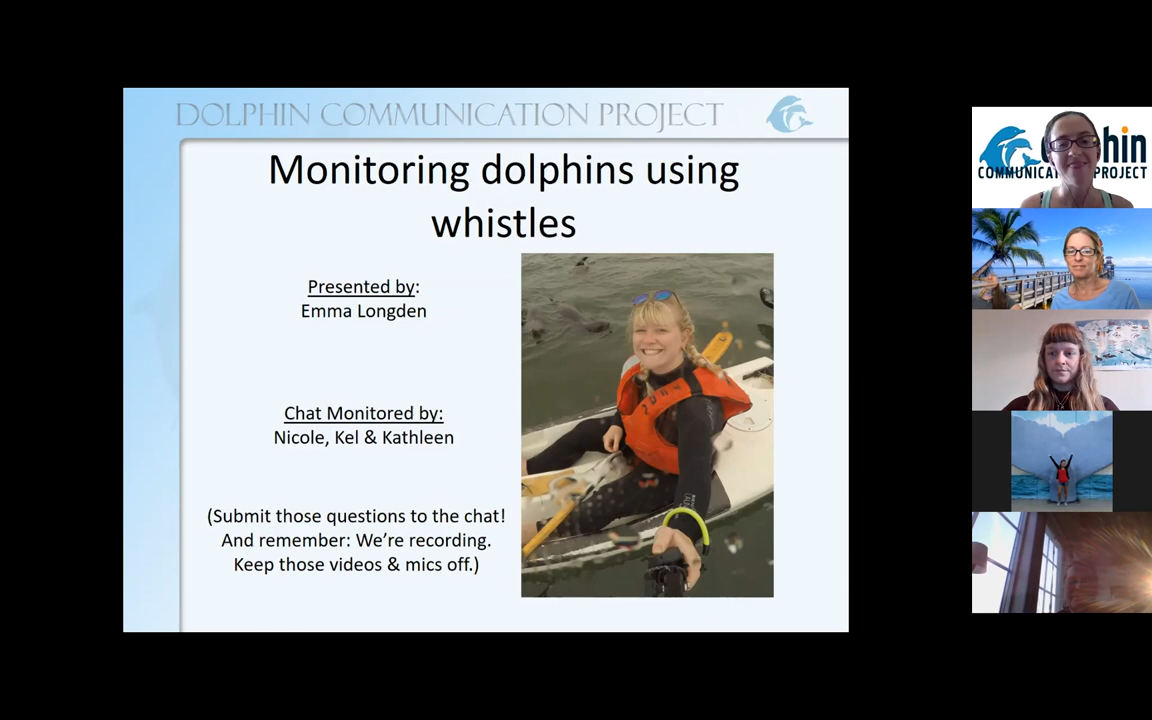 DOLPHIN COMMUNICATION PROJECT
Monitoring dolphins using
whistles
Presented by:
Emma Longden
Chat Monitored by:
Nicole, Kel & Kathleen
(Submit those questions to the chat!
And remember: We're recording.
Keep those videos & mics off.)